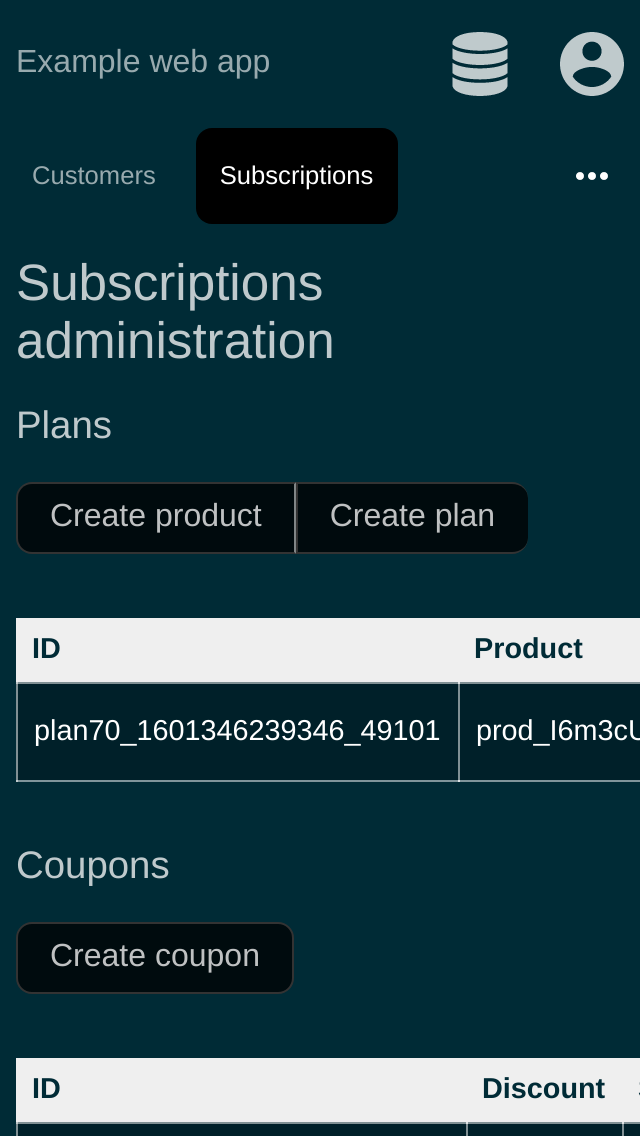 Example web app
Customers Subscriptions
Subscriptions
administration
Plans
Create product Create plan
ID Product
plan70_1601346239346_49101
Coupons
Create coupon
ID Discount